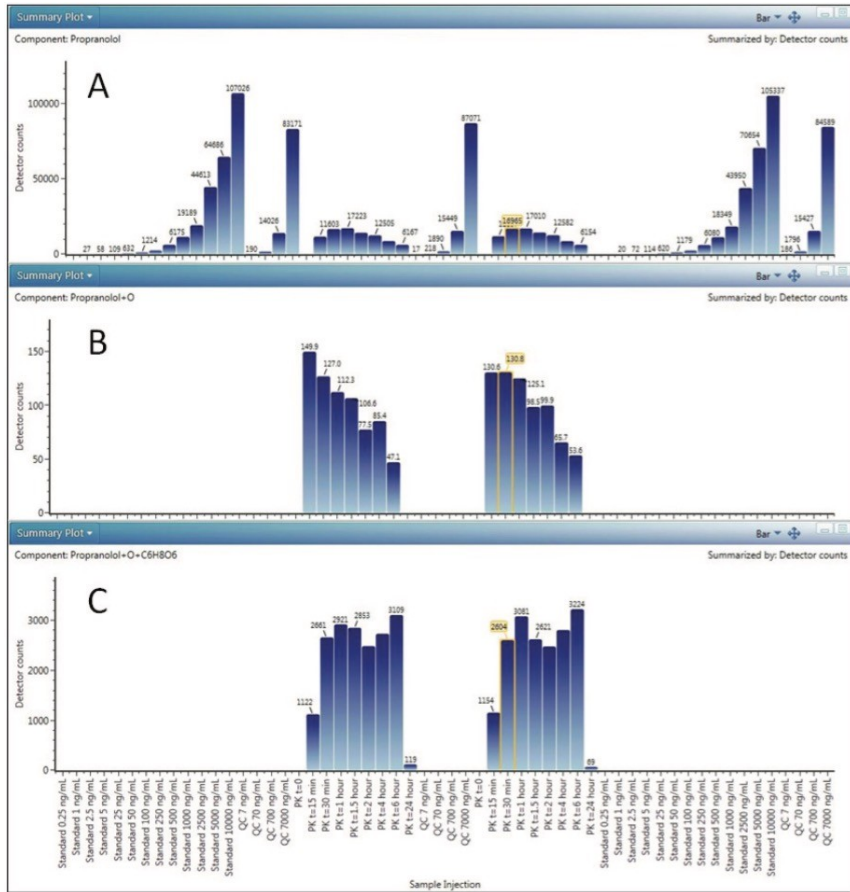 Summary Plot
Bar
Component: Propranolol
Summarized by: Detector counts
A
Detector counts
100000
50000
0
27
58
109
632
1214
6175
19189
44613
64686
107026
190
14026
83171
11603
17223
12505
6167
17
218
1890
15449
87071
16965
17010
12582
6154
20
72
114
620
1179
6080
18349
43950
70654
105337
186
1796
15427
84589
Summary Plot
Bar
Component: Propranolol+O
Summarized by: Detector counts
B
Detector counts
150
100
50
0
149.9
127.0
112.3
106.6
77.5
85.4
47.1
130.6
130.8
125.1
98.5
99.9
65.7
53.6
Summary Plot
Bar
Component: Propranolol+O+C6H8O6
Summarized by: Detector counts
C
Detector counts
3000
2000
1000
0
1122
2661
2921
2853
3109
119
1154
2604
3081
2621
3224
69
Standard 0.25 ng/mL
Standard 1 ng/mL
Standard 2.5 ng/mL
Standard 5 ng/mL
Standard 25 ng/mL
Standard 50 ng/mL
Standard 100 ng/mL
Standard 250 ng/mL
Standard 500 ng/mL
Standard 1000 ng/mL
Standard 2500 ng/mL
Standard 5000 ng/mL
Standard 10000 ng/mL
QC 7 ng/mL
QC 70 ng/mL
QC 700 ng/mL
QC 7000 ng/mL
PK t=0
PK t=15 min
PK t=30 min
PK t=1 hour
PK t=1.5 hour
PK t=2 hour
PK t=4 hour
PK t=6 hour
PK t=24 hour
QC 7 ng/mL
QC 70 ng/mL
QC 700 ng/mL
QC 7000 ng/mL
PK t=0
PK t=15 min
PK t=30 min
PK t=1 hour
PK t=1.5 hour
PK t=2 hour
PK t=4 hour
PK t=6 hour
PK t=24 hour
Standard 0.25 ng/mL
Standard 1 ng/mL
Standard 2.5 ng/mL
Standard 5 ng/mL
Standard 25 ng/mL
Standard 50 ng/mL
Standard 100 ng/mL
Standard 250 ng/mL
Standard 500 ng/mL
Standard 1000 ng/mL
Standard 2500 ng/mL
Standard 5000 ng/mL
Standard 10000 ng/mL
QC 7 ng/mL
QC 70 ng/mL
QC 700 ng/mL
QC 7000 ng/mL
Sample Injection